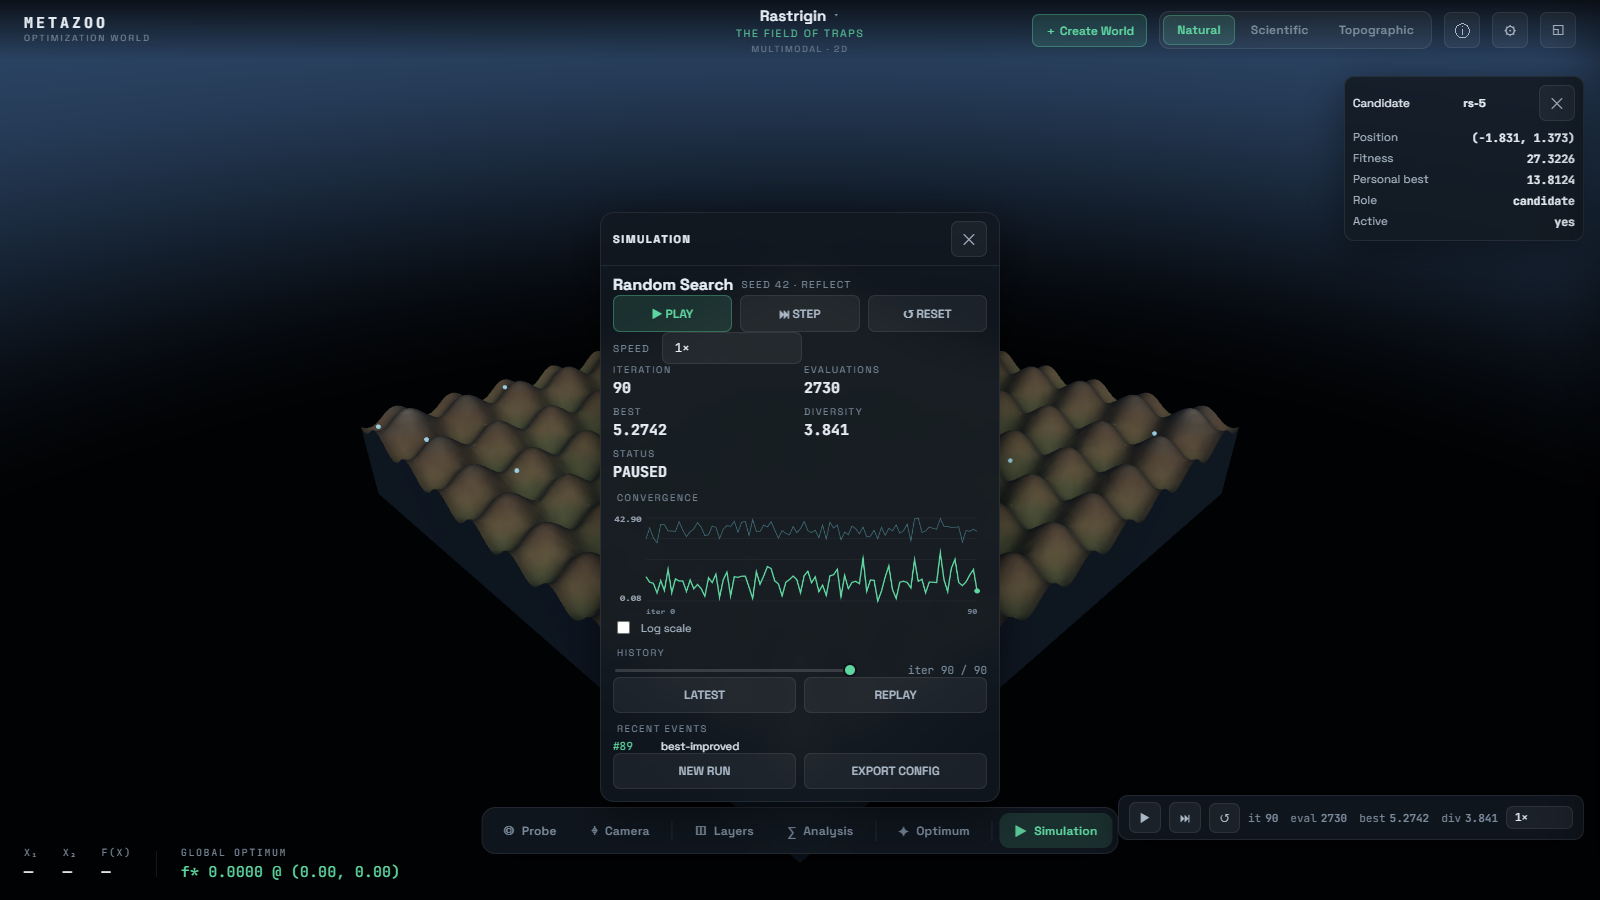 METAZOO
OPTIMIZATION WORLD
Rastrigin
THE FIELD OF TRAPS
MULTIMODAL · 2D
+ Create World
Natural Scientific Topographic
Candidate rs-5
Position (-1.831, 1.373)
Fitness 27.3226
Personal best 13.8124
Role candidate
Active yes
SIMULATION
Random Search SEED 42 · REFLECT
PLAY STEP RESET
SPEED 1×
ITERATION EVALUATIONS
90 2730
BEST DIVERSITY
5.2742 3.841
STATUS
PAUSED
CONVERGENCE
42.90
0.08
iter 0 90
Log scale
HISTORY
iter 90 / 90
LATEST REPLAY
RECENT EVENTS
#89 best-improved
NEW RUN EXPORT CONFIG
Probe Camera Layers Analysis Optimum Simulation
it 90 eval 2730 best 5.2742 div 3.841 1×
X₁ X₂ F(X) GLOBAL OPTIMUM
— — — f* 0.0000 @ (0.00, 0.00)